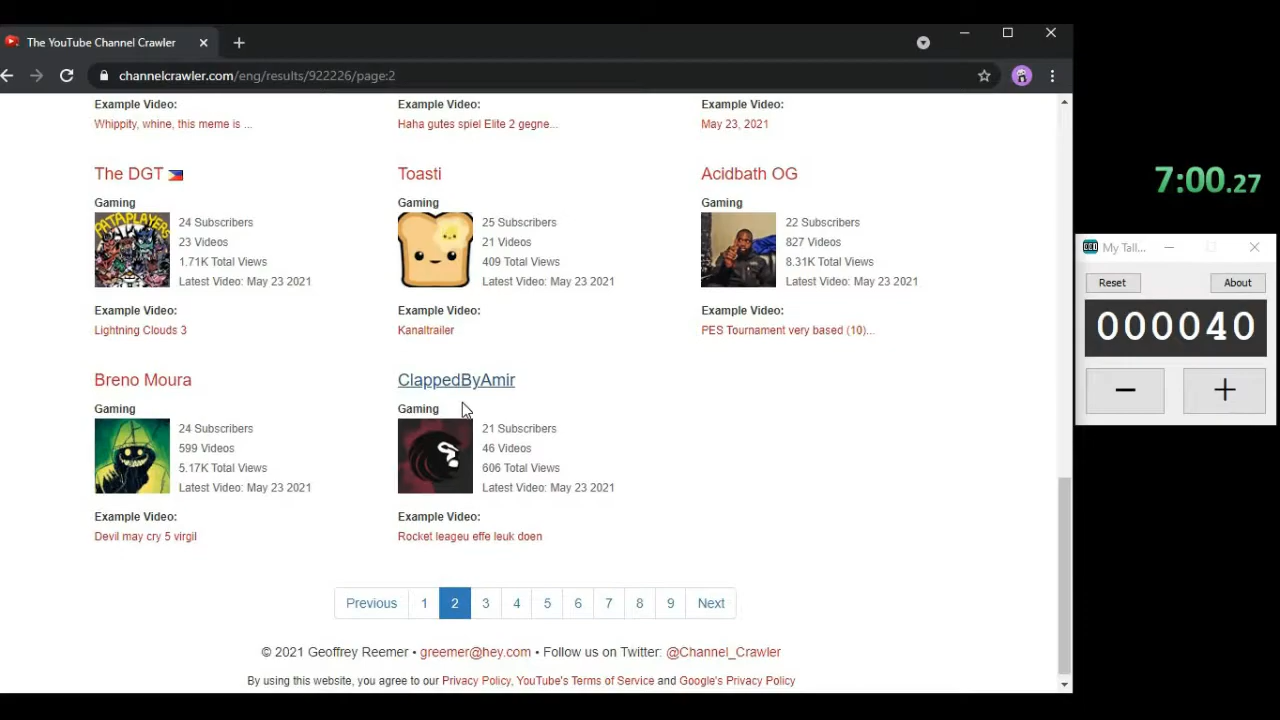 The YouTube Channel Crawler
channelcrawler.com/eng/results/922226/page:2
Example Video: Example Video: Example Video:
Whippity, whine, this meme is ... Haha gutes spiel Elite 2 gegne... May 23, 2021
The DGT Toasti Acidbath OG
Gaming Gaming Gaming
PATAPLAYERS
24 Subscribers 25 Subscribers 22 Subscribers
23 Videos 21 Videos 827 Videos
1.71K Total Views 409 Total Views 8.31K Total Views
Latest Video: May 23 2021 Latest Video: May 23 2021 Latest Video: May 23 2021
Example Video: Example Video: Example Video:
Lightning Clouds 3 Kanaltrailer PES Tournament very based (10)...
Breno Moura ClappedByAmir
Gaming Gaming
24 Subscribers 21 Subscribers
599 Videos 46 Videos
5.17K Total Views 606 Total Views
Latest Video: May 23 2021 Latest Video: May 23 2021
Example Video: Example Video:
Devil may cry 5 virgil Rocket leageu effe leuk doen
Previous 1 2 3 4 5 6 7 8 9 Next
© 2021 Geoffrey Reemer • greemer@hey.com • Follow us on Twitter: @Channel_Crawler
By using this website, you agree to our Privacy Policy, YouTube's Terms of Service and Google's Privacy Policy
7:00.27
My Tall...
Reset About
000040
− +